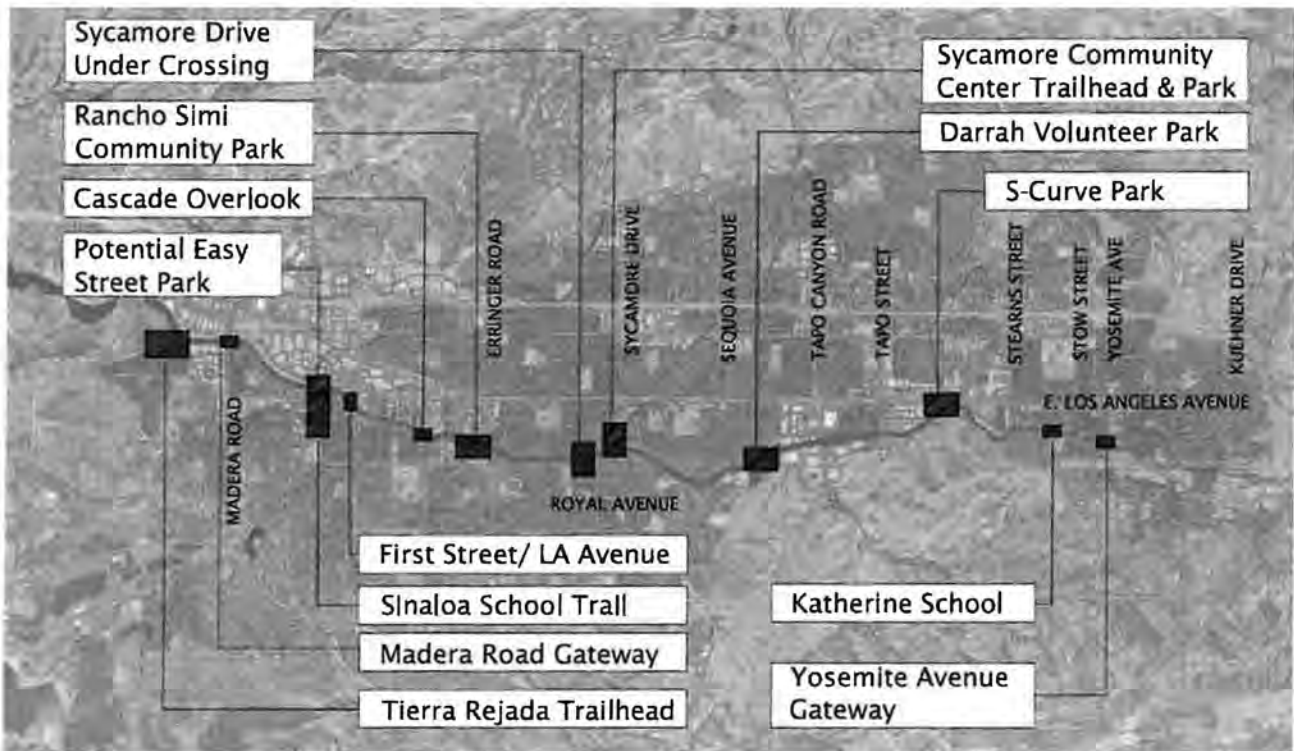 Sycamore Drive
Under Crossing
Rancho Simi
Community Park
Cascade Overlook
Potential Easy
Street Park
Sycamore Community
Center Trailhead & Park
Darrah Volunteer Park
S-Curve Park
ERRINGER ROAD
SYCAMORE DRIVE
SEQUOIA AVENUE
TAPO CANYON ROAD
TAPO STREET
STEARNS STREET
STOW STREET
YOSEMITE AVE
KUEHNER DRIVE
MADERA ROAD
E. LOS ANGELES AVENUE
ROYAL AVENUE
First Street/ LA Avenue
Sinaloa School Trail
Madera Road Gateway
Tierra Rejada Trailhead
Katherine School
Yosemite Avenue
Gateway